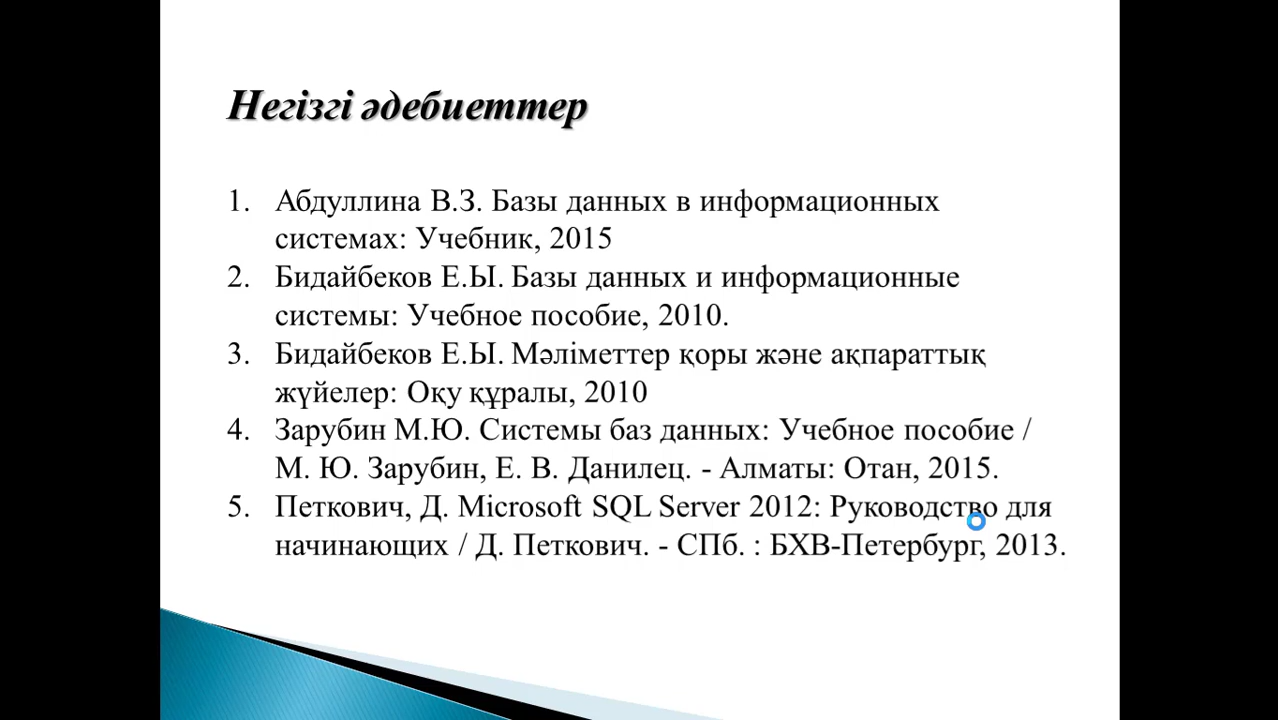 Негізгі әдебиеттер
1. Абдуллина В.З. Базы данных в информационных
системах: Учебник, 2015
2. Бидайбеков Е.Ы. Базы данных и информационные
системы: Учебное пособие, 2010.
3. Бидайбеков Е.Ы. Мәліметтер қоры және ақпараттық
жүйелер: Оқу құралы, 2010
4. Зарубин М.Ю. Системы баз данных: Учебное пособие /
М. Ю. Зарубин, Е. В. Данилец. - Алматы: Отан, 2015.
5. Петкович, Д. Microsoft SQL Server 2012: Руководство для
начинающих / Д. Петкович. - СПб. : БХВ-Петербург, 2013.